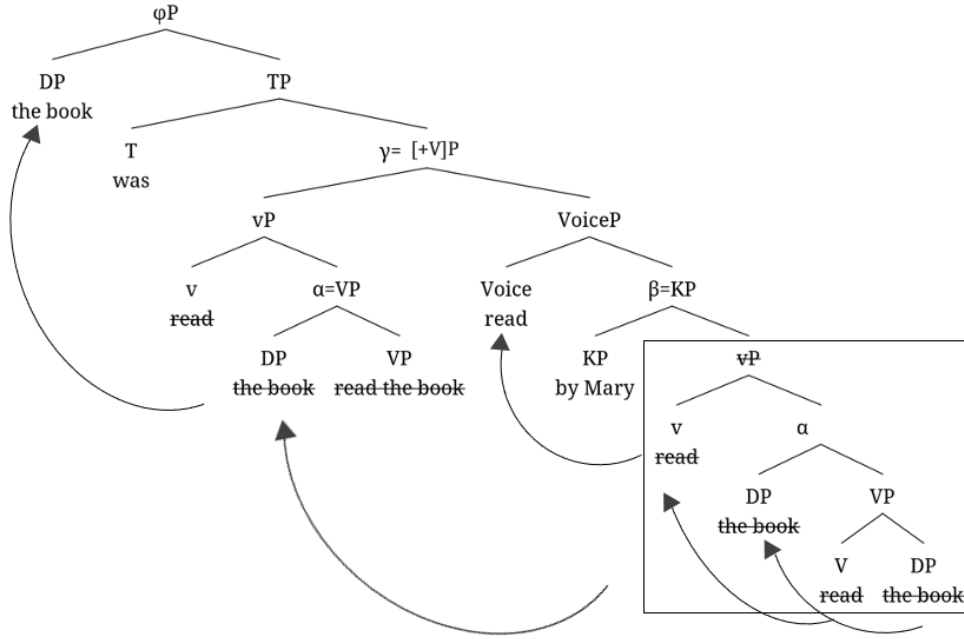 φP
DP TP
the book
T γ= [+V]P
was
vP VoiceP
v α=VP Voice β=KP
read read
DP VP KP vP
the book read the book by Mary
v α
read
DP VP
the book
V DP
read the book